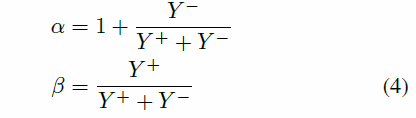 α = 1 + Y⁻ / (Y⁺ + Y⁻)
β = Y⁺ / (Y⁺ + Y⁻) (4)